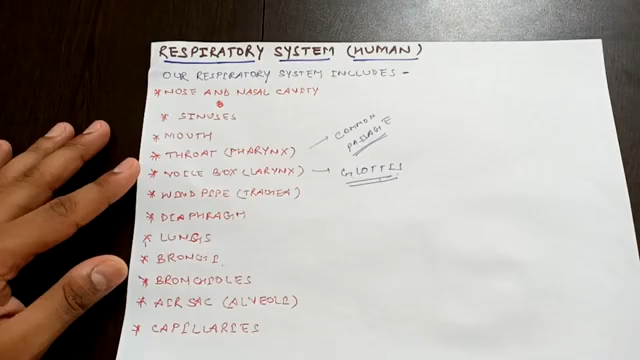 RESPIRATORY SYSTEM (HUMAN)
OUR RESPIRATORY SYSTEM INCLUDES -
* NOSE AND NASAL CAVITY
* SINUSES
* MOUTH
* THROAT (PHARYNX) → COMMON PASSAGE
* VOICE BOX (LARYNX) → GLOTTIS
* WIND PIPE (TRACHEA)
* DIAPHRAGM
* LUNGS
* BRONCHI
* BRONCHIOLES
* AIR SAC (ALVEOLI)
* CAPILLARIES